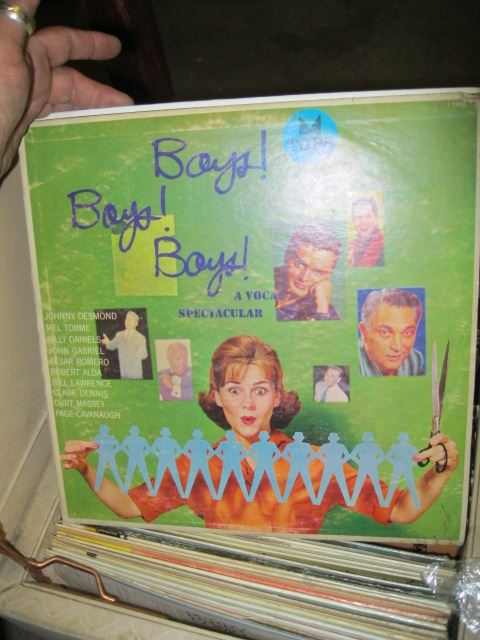 Boys!
Boys!
Boys!
A VOCAL
SPECTACULAR
JOHNNY DESMOND
MEL TORME
BILLY DANIELS
JOHN GABRIEL
CESAR ROMERO
ROBERT ALDA
BILL LAWRENCE
CLARK DENNIS
CURT MASSEY
PAGE CAVANAUGH